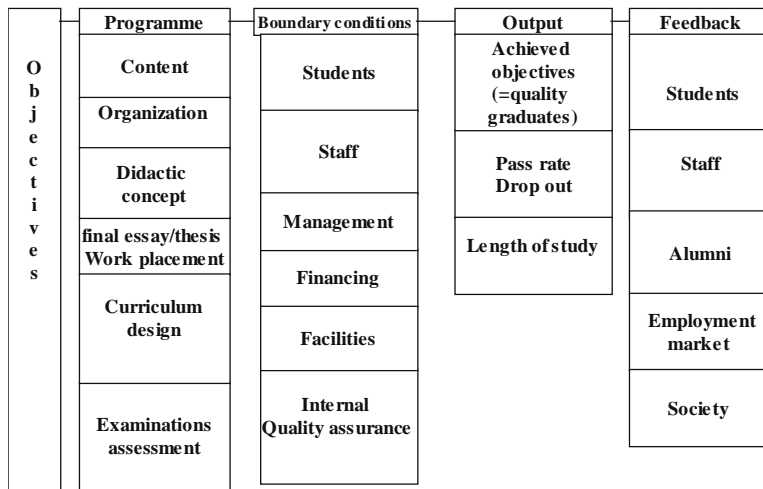 Objectives
Programme
Content
Organization
Didactic
concept
final essay/thesis
Work placement
Curriculum
design
Examinations
assessment
Boundary conditions
Students
Staff
Management
Financing
Facilities
Internal
Quality assurance
Output
Achieved
objectives
(=quality
graduates)
Pass rate
Drop out
Length of study
Feedback
Students
Staff
Alumni
Employment
market
Society